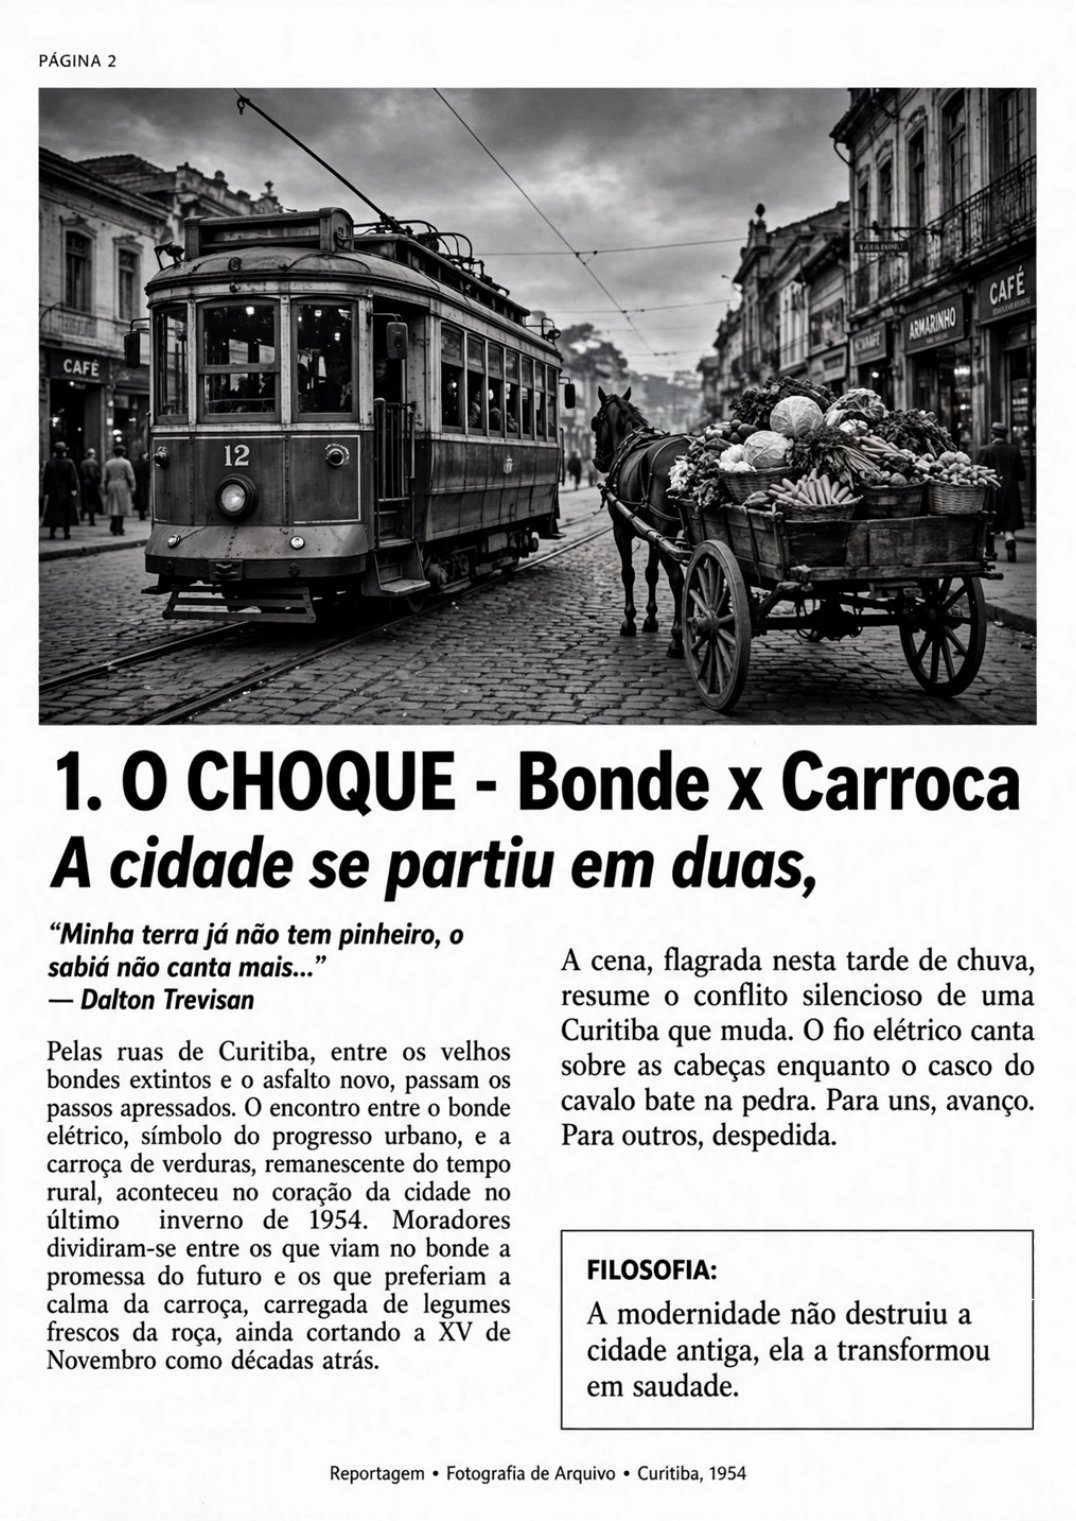 PÁGINA 2
CAFÉ
12
ARMARINHO
CAFÉ
1. O CHOQUE - Bonde x Carroca
A cidade se partiu em duas,
“Minha terra já não tem pinheiro, o
sabiá não canta mais...”
— Dalton Trevisan
Pelas ruas de Curitiba, entre os velhos
bondes extintos e o asfalto novo, passam os
passos apressados. O encontro entre o bonde
elétrico, símbolo do progresso urbano, e a
carroça de verduras, remanescente do tempo
rural, aconteceu no coração da cidade no
último inverno de 1954. Moradores
dividiram-se entre os que viam no bonde a
promessa do futuro e os que preferiam a
calma da carroça, carregada de legumes
frescos da roça, ainda cortando a XV de
Novembro como décadas atrás.
A cena, flagrada nesta tarde de chuva,
resume o conflito silencioso de uma
Curitiba que muda. O fio elétrico canta
sobre as cabeças enquanto o casco do
cavalo bate na pedra. Para uns, avanço.
Para outros, despedida.
FILOSOFIA:
A modernidade não destruiu a
cidade antiga, ela a transformou
em saudade.
Reportagem • Fotografia de Arquivo • Curitiba, 1954